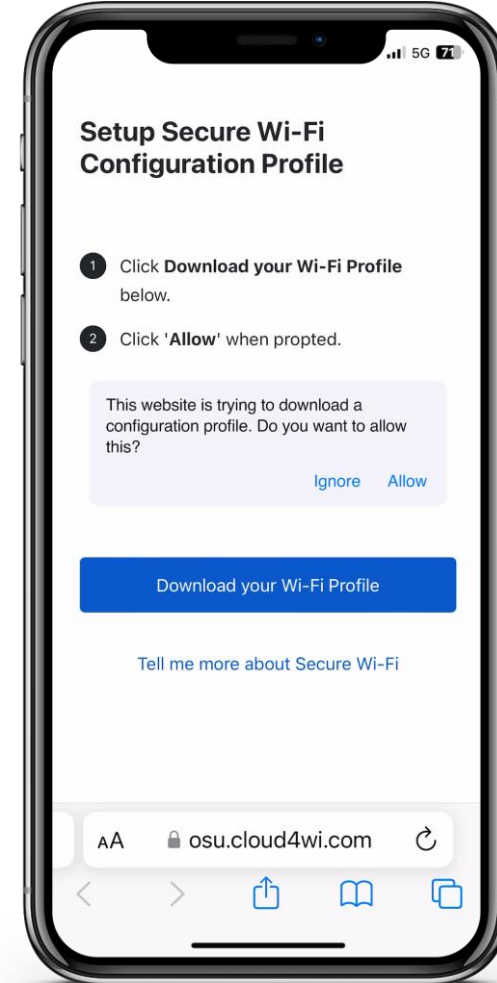 5G 71
Setup Secure Wi-Fi
Configuration Profile
1 Click Download your Wi-Fi Profile
below.
2 Click 'Allow' when propted.
This website is trying to download a
configuration profile. Do you want to allow
this?
Ignore Allow
Download your Wi-Fi Profile
Tell me more about Secure Wi-Fi
AA osu.cloud4wi.com